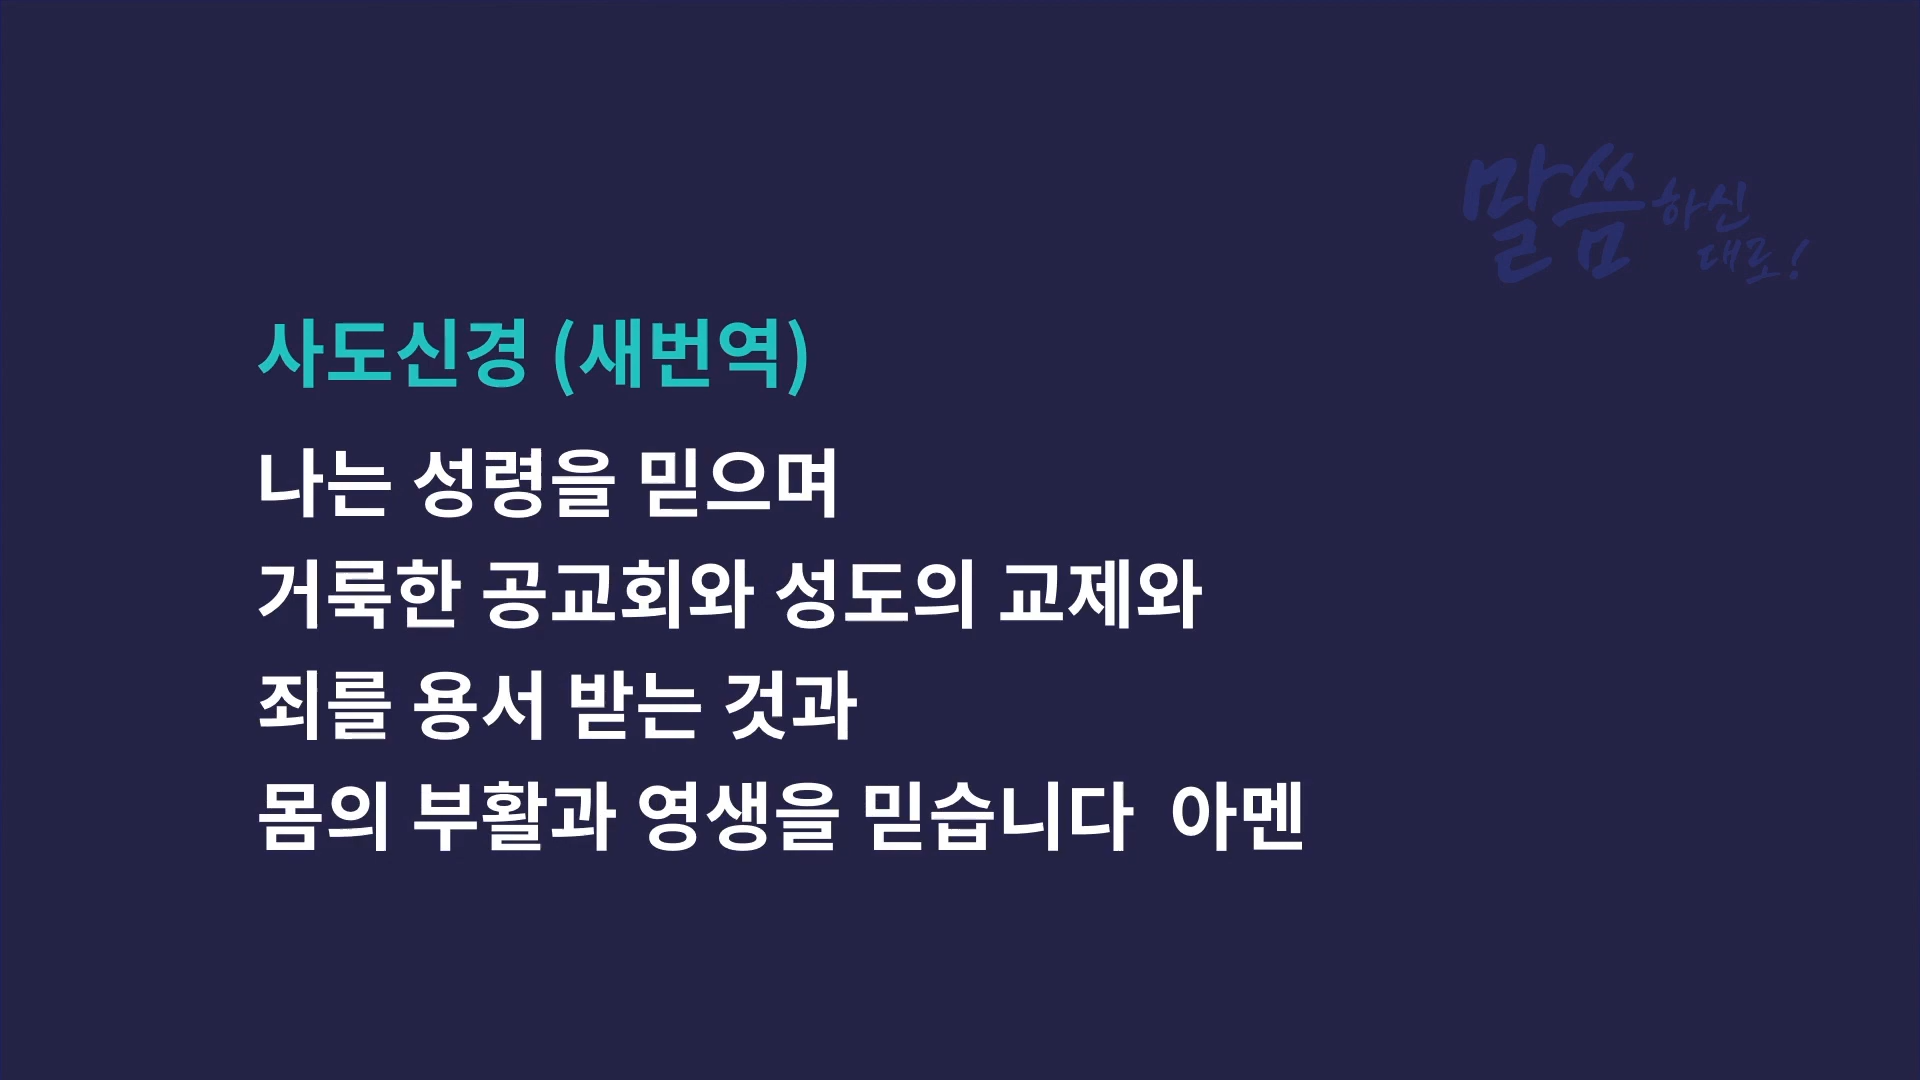 말씀하신
대로!
사도신경 (새번역)
나는 성령을 믿으며
거룩한 공교회와 성도의 교제와
죄를 용서 받는 것과
몸의 부활과 영생을 믿습니다 아멘